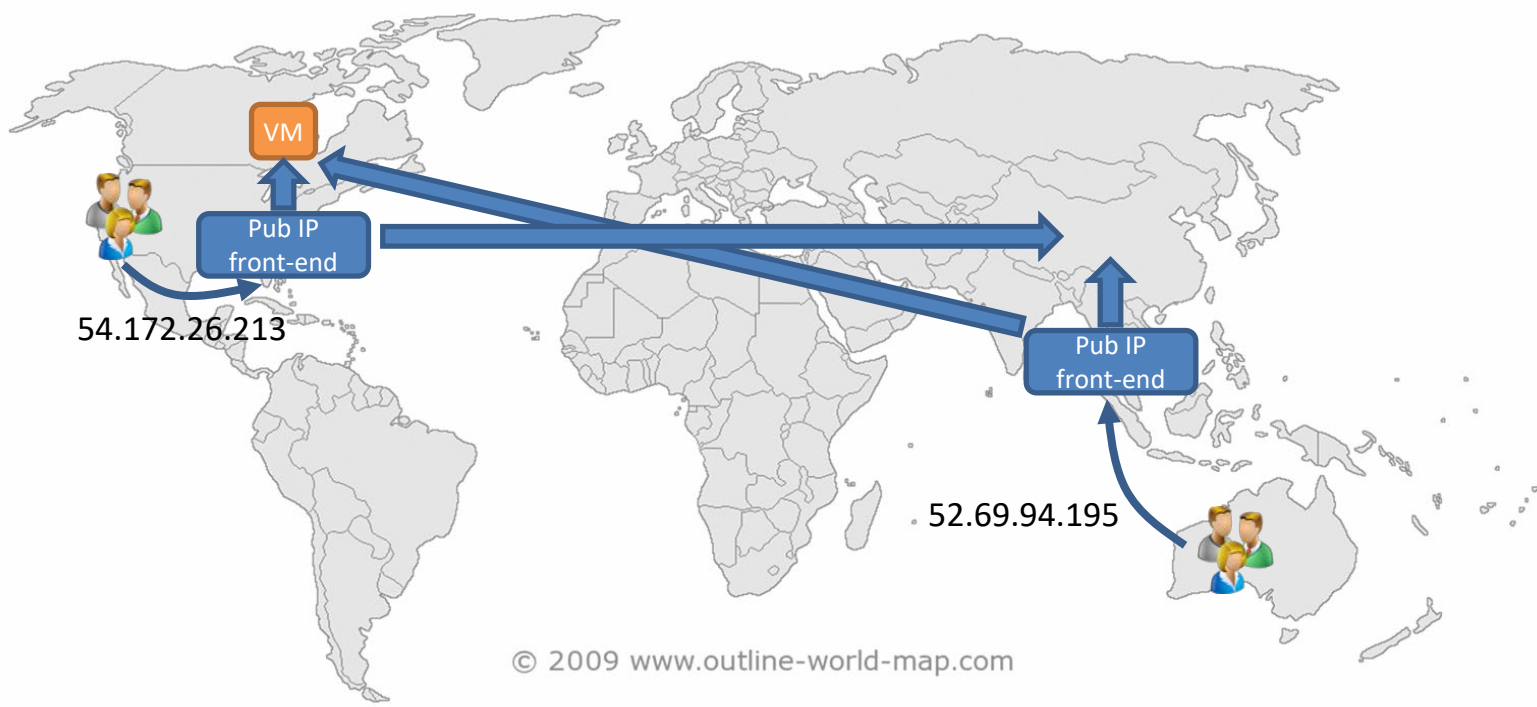 VM
Pub IP
front-end
54.172.26.213
Pub IP
front-end
52.69.94.195
© 2009 www.outline-world-map.com